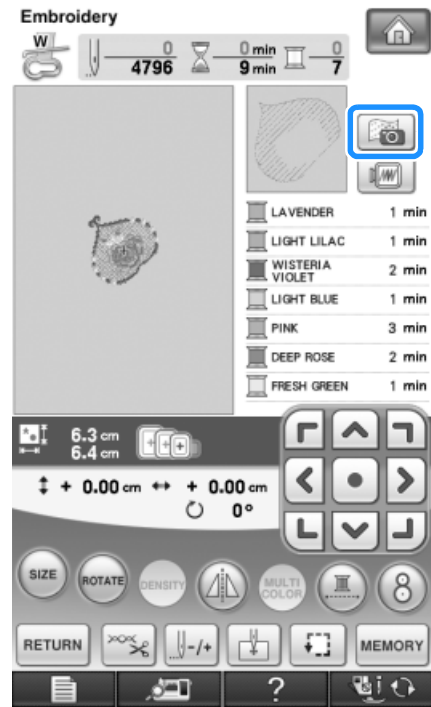 Embroidery
W
0 0 min 0
4796 9 min 7
LAVENDER 1 min
LIGHT LILAC 1 min
WISTERIA
VIOLET 2 min
LIGHT BLUE 1 min
PINK 3 min
DEEP ROSE 2 min
FRESH GREEN 1 min
6.3 cm
6.4 cm
+ 0.00 cm + 0.00 cm
0°
SIZE ROTATE DENSITY MULTI
COLOR 8
RETURN -/+ MEMORY
?